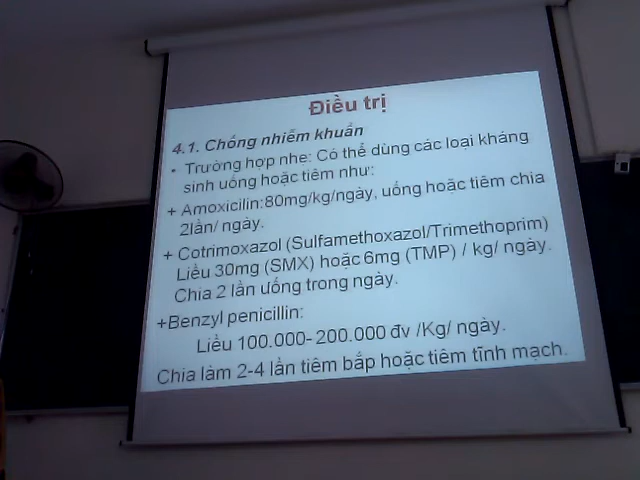 Điều trị
4.1. Chống nhiễm khuẩn
• Trường hợp nhe: Có thể dùng các loại kháng
sinh uống hoặc tiêm như:
+ Amoxicilin:80mg/kg/ngày, uống hoặc tiêm chia
2lần/ ngày.
+ Cotrimoxazol (Sulfamethoxazol/Trimethoprim)
Liều 30mg (SMX) hoặc 6mg (TMP) / kg/ ngày.
Chia 2 lần uống trong ngày.
+Benzyl penicillin:
Liều 100.000- 200.000 đv /Kg/ ngày.
Chia làm 2-4 lần tiêm bắp hoặc tiêm tĩnh mạch.